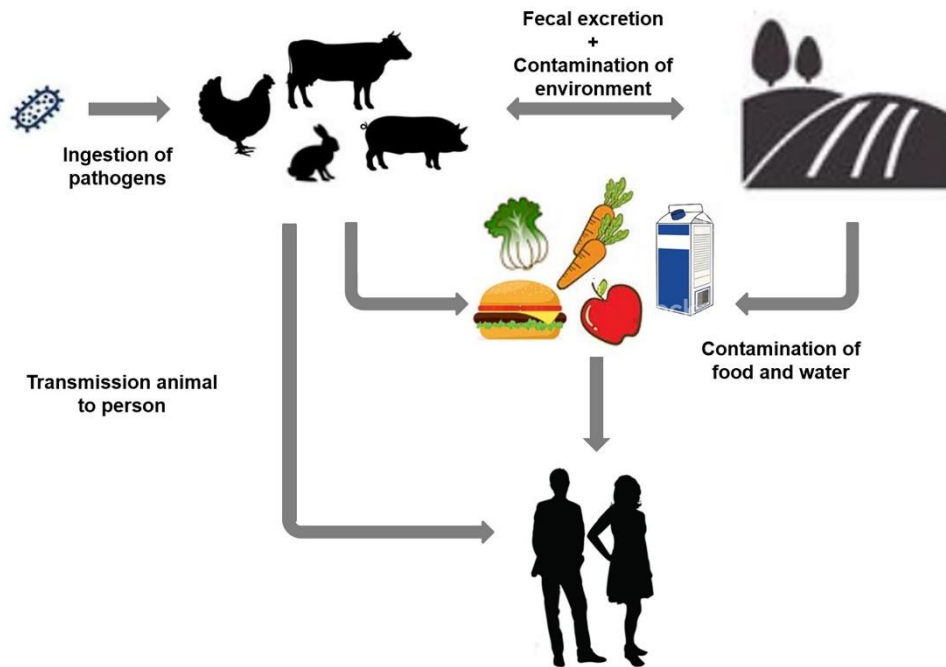 Fecal excretion
+
Contamination of
environment
Ingestion of
pathogens
Contamination of
food and water
Transmission animal
to person